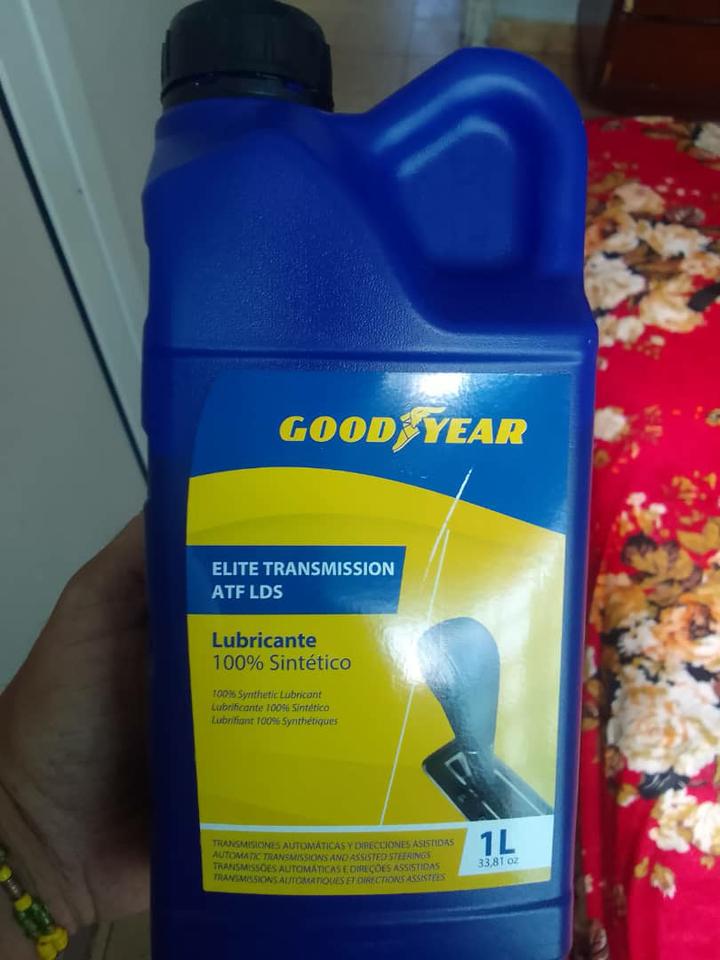 GOODYEAR
ELITE TRANSMISSION
ATF LDS
Lubricante
100% Sintético
100% Synthetic Lubricant
Lubrificante 100% Sintético
Lubrifiant 100% Synthétiques
TRANSMISIONES AUTOMÁTICAS Y DIRECCIONES ASISTIDAS
AUTOMATIC TRANSMISSIONS AND ASSISTED STEERINGS
TRANSMISSÕES AUTOMÁTICAS E DIREÇÕES ASSISTIDAS
TRANSMISSIONS AUTOMATIQUES ET DIRECTIONS ASSISTÉES
1L
33,81 oz